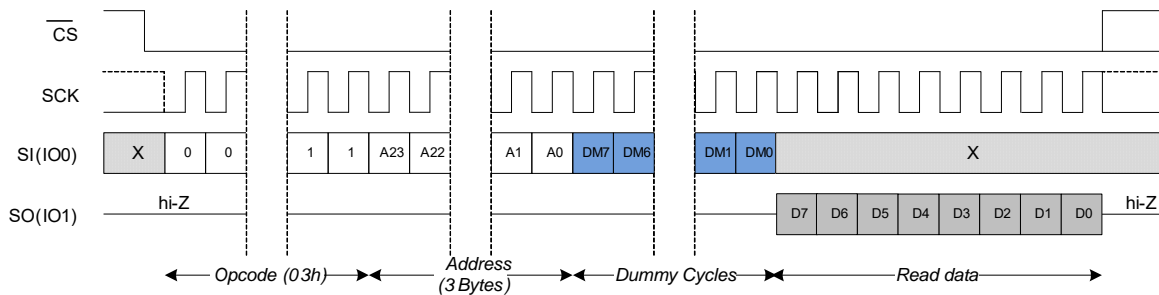 CS
SCK
SI(IO0) X 0 0 1 1 A23 A22 A1 A0 DM7 DM6 DM1 DM0 X
SO(IO1) hi-Z D7 D6 D5 D4 D3 D2 D1 D0 hi-Z
Opcode (03h) Address (3 Bytes) Dummy Cycles Read data